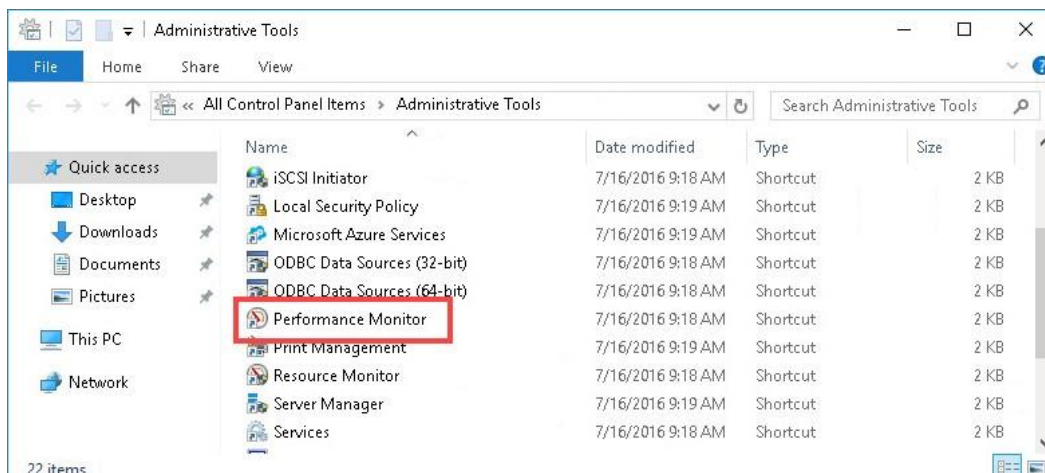 Administrative Tools
File Home Share View
« All Control Panel Items > Administrative Tools Search Administrative Tools
Name Date modified Type Size
Quick access
Desktop
Downloads
Documents
Pictures
This PC
Network
iSCSI Initiator 7/16/2016 9:18 AM Shortcut 2 KB
Local Security Policy 7/16/2016 9:19 AM Shortcut 2 KB
Microsoft Azure Services 7/16/2016 9:19 AM Shortcut 2 KB
ODBC Data Sources (32-bit) 7/16/2016 9:18 AM Shortcut 2 KB
ODBC Data Sources (64-bit) 7/16/2016 9:18 AM Shortcut 2 KB
Performance Monitor 7/16/2016 9:18 AM Shortcut 2 KB
Print Management 7/16/2016 9:19 AM Shortcut 2 KB
Resource Monitor 7/16/2016 9:18 AM Shortcut 2 KB
Server Manager 7/16/2016 9:19 AM Shortcut 2 KB
Services 7/16/2016 9:18 AM Shortcut 2 KB
22 items